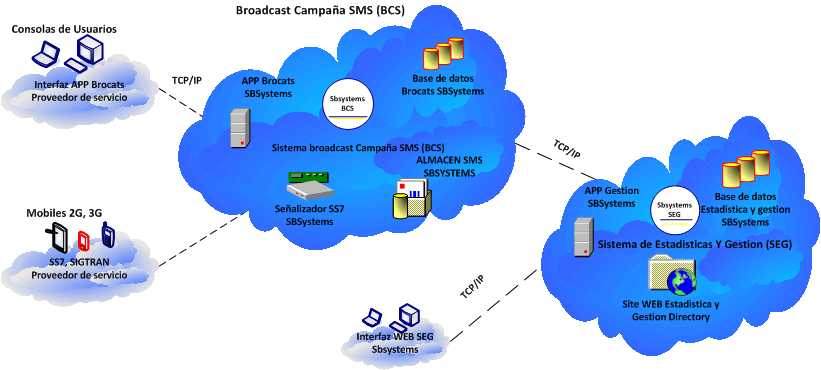 Broadcast Campaña SMS (BCS)
Consolas de Usuarios
Interfaz APP Brocats
Proveedor de servicio
TCP/IP
APP Brocats
SBSystems
Sbsystems
BCS
Base de datos
Brocats SBSystems
Sistema broadcast Campaña SMS (BCS)
ALMACEN SMS
SBSYSTEMS
Señalizador SS7
SBSystems
TCP/IP
Mobiles 2G, 3G
SS7, SIGTRAN
Proveedor de servicio
APP Gestion
SBSystems
Sbsystems
SEG
Base de datos
Estadistica y gestion
SBSystems
Sistema de Estadisticas Y Gestion (SEG)
Site WEB Estadistica y
Gestion Directory
TCP/IP
Interfaz WEB SEG
Sbsystems